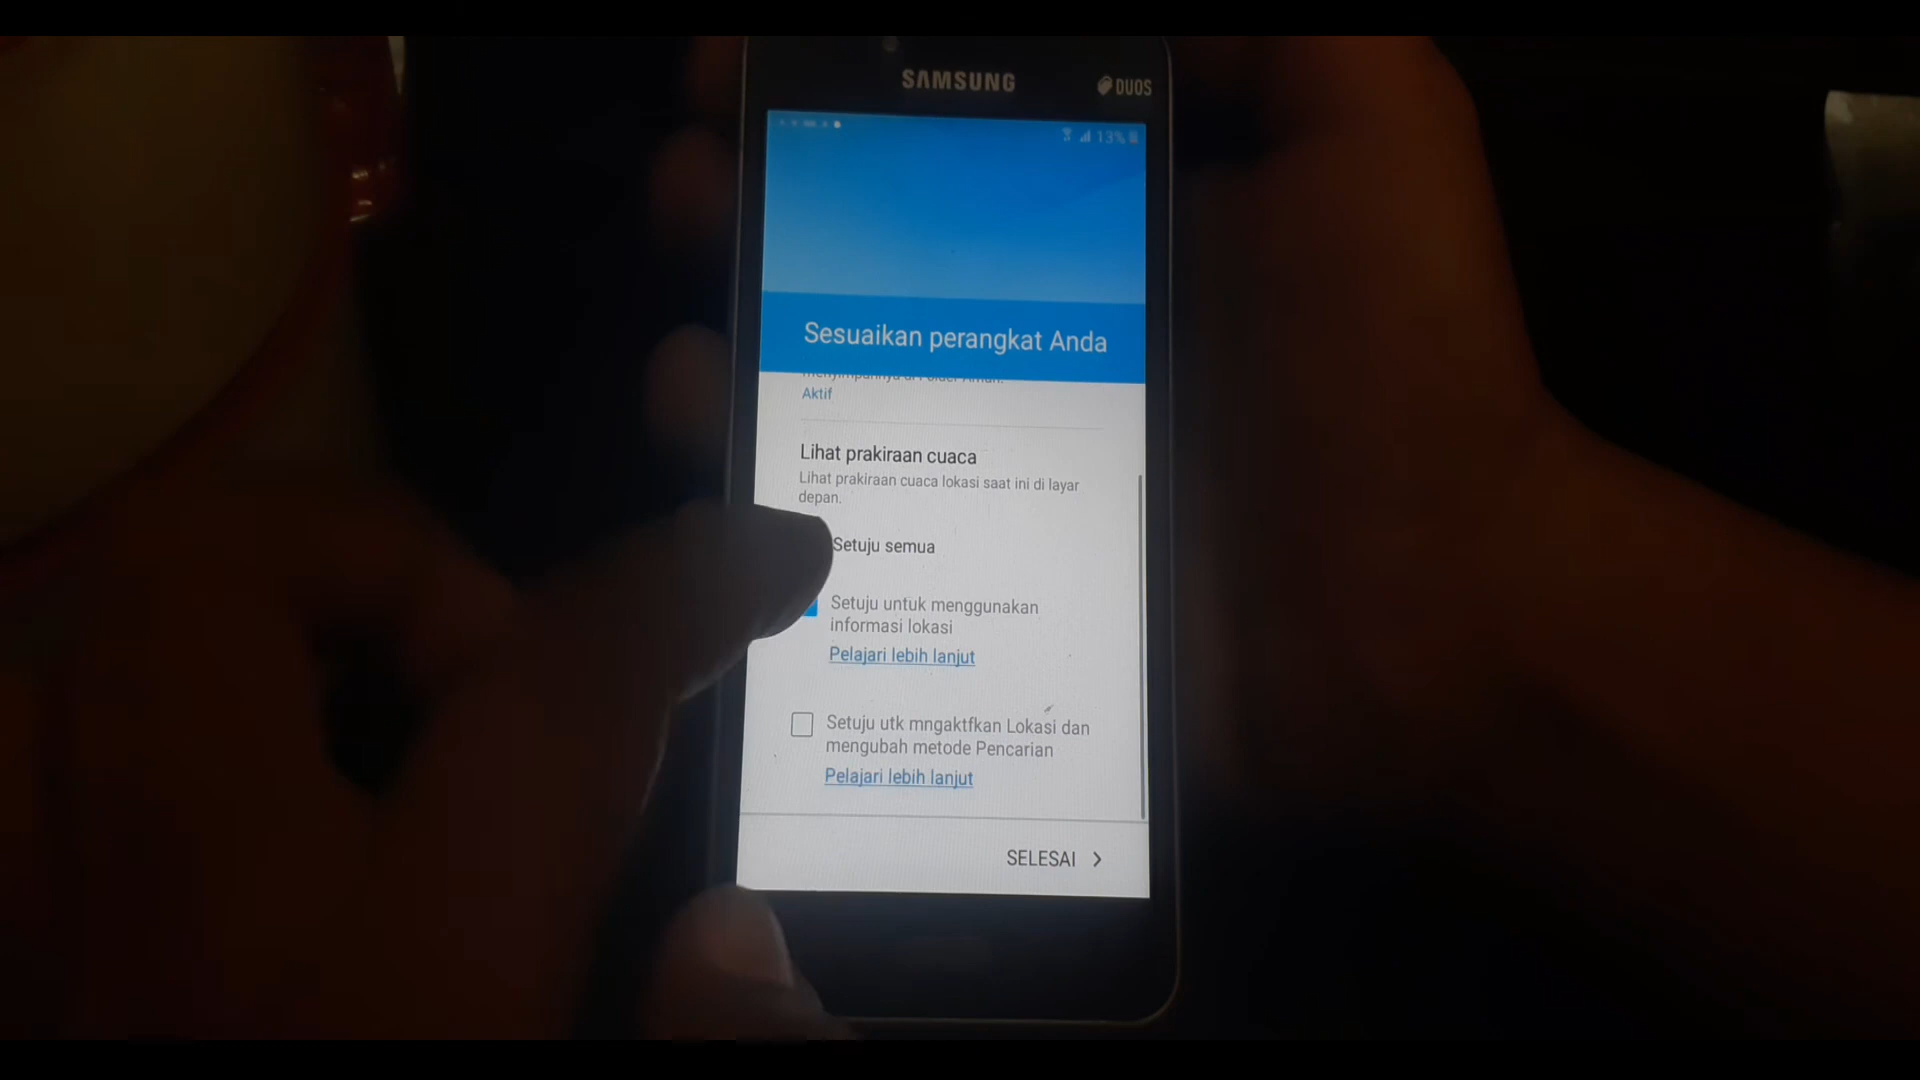 SAMSUNG
DUOS
13%
Sesuaikan perangkat Anda
Aktif
Lihat prakiraan cuaca
Lihat prakiraan cuaca lokasi saat ini di layar
depan.
Setuju semua
Setuju untuk menggunakan
informasi lokasi
Pelajari lebih lanjut
Setuju utk mngaktfkan Lokasi dan
mengubah metode Pencarian
Pelajari lebih lanjut
SELESAI